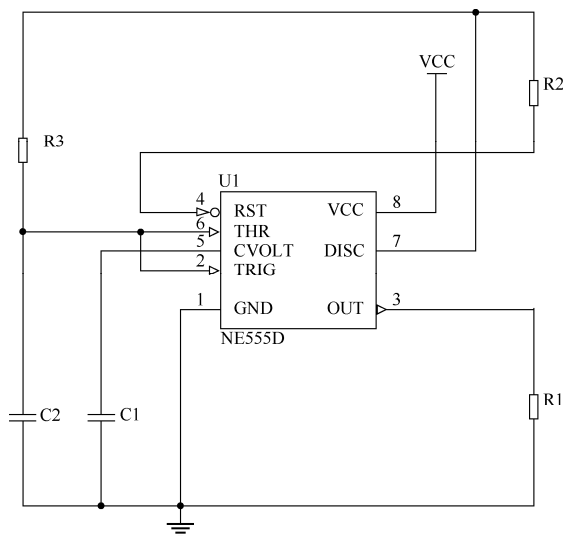 VCC
R2
R3
U1
4
RST
VCC
8
6
THR
5
CVOLT
DISC
7
2
TRIG
1
GND
OUT
3
NE555D
R1
C2
C1